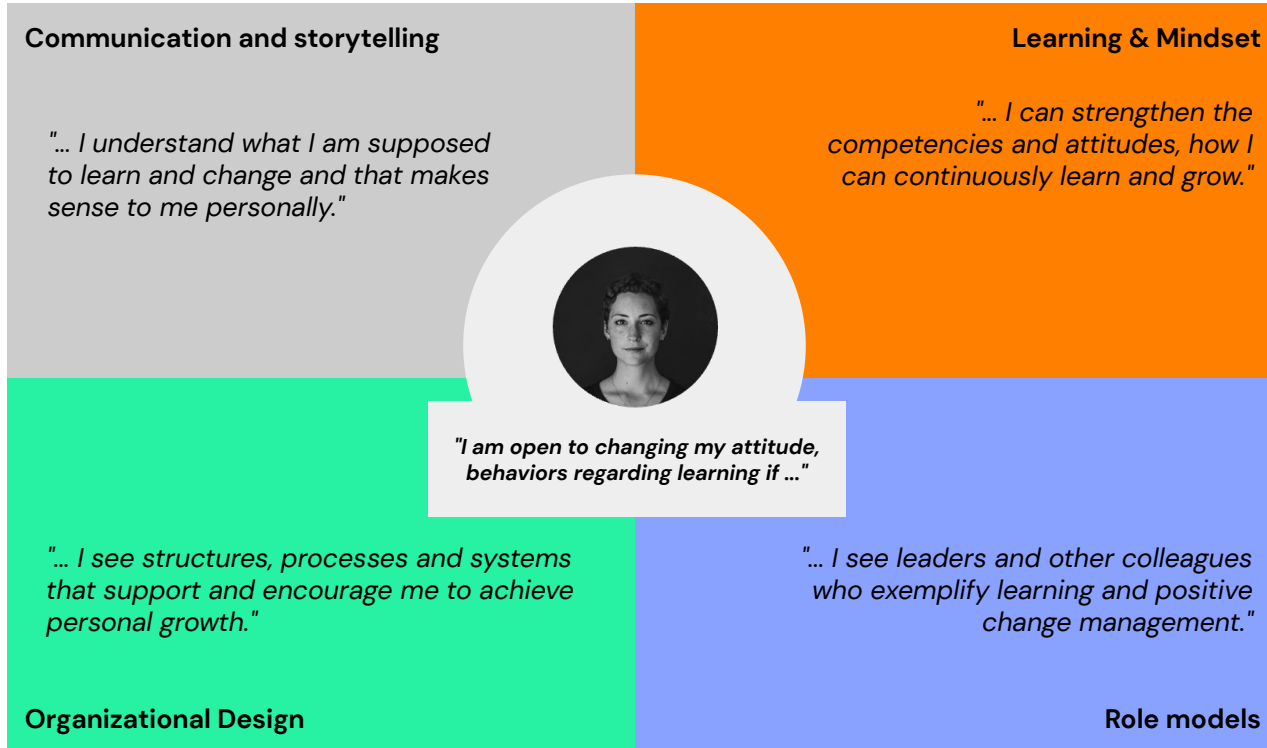 Communication and storytelling
"... I understand what I am supposed
to learn and change and that makes
sense to me personally."
Learning & Mindset
"... I can strengthen the
competencies and attitudes, how I
can continuously learn and grow."
"I am open to changing my attitude,
behaviors regarding learning if ..."
"... I see structures, processes and systems
that support and encourage me to achieve
personal growth."
Organizational Design
"... I see leaders and other colleagues
who exemplify learning and positive
change management."
Role models